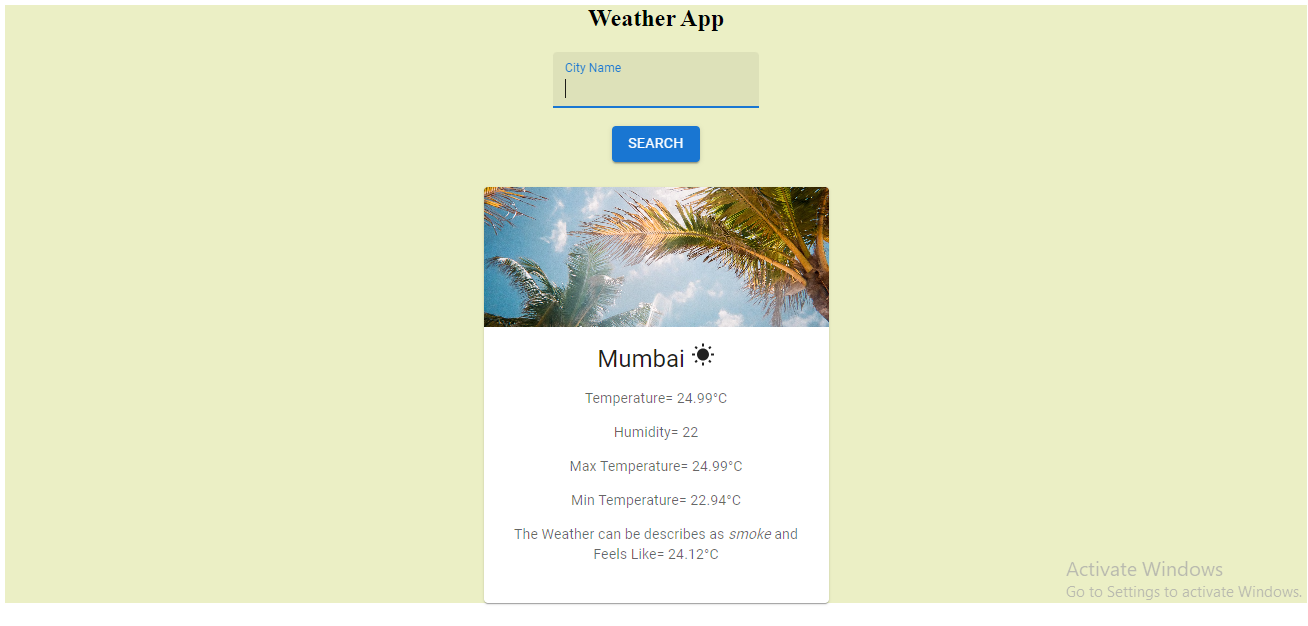 Weather App
City Name
SEARCH
Mumbai
Temperature= 24.99°C
Humidity= 22
Max Temperature= 24.99°C
Min Temperature= 22.94°C
The Weather can be describes as smoke and
Feels Like= 24.12°C
Activate Windows
Go to Settings to activate Windows.